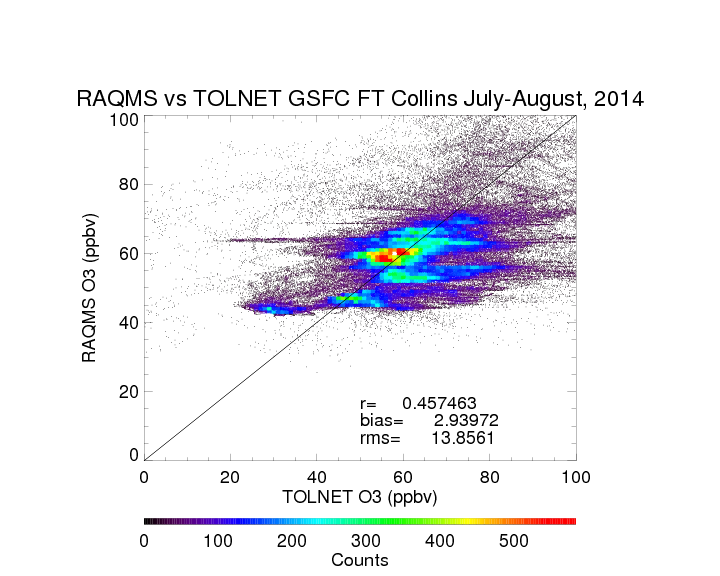 RAQMS vs TOLNET GSFC FT Collins July-August, 2014
100
80
60
40
20
0
RAQMS O3 (ppbv)
r= 0.457463
bias= 2.93972
rms= 13.8561
0 20 40 60 80 100
TOLNET O3 (ppbv)
0 100 200 300 400 500
Counts